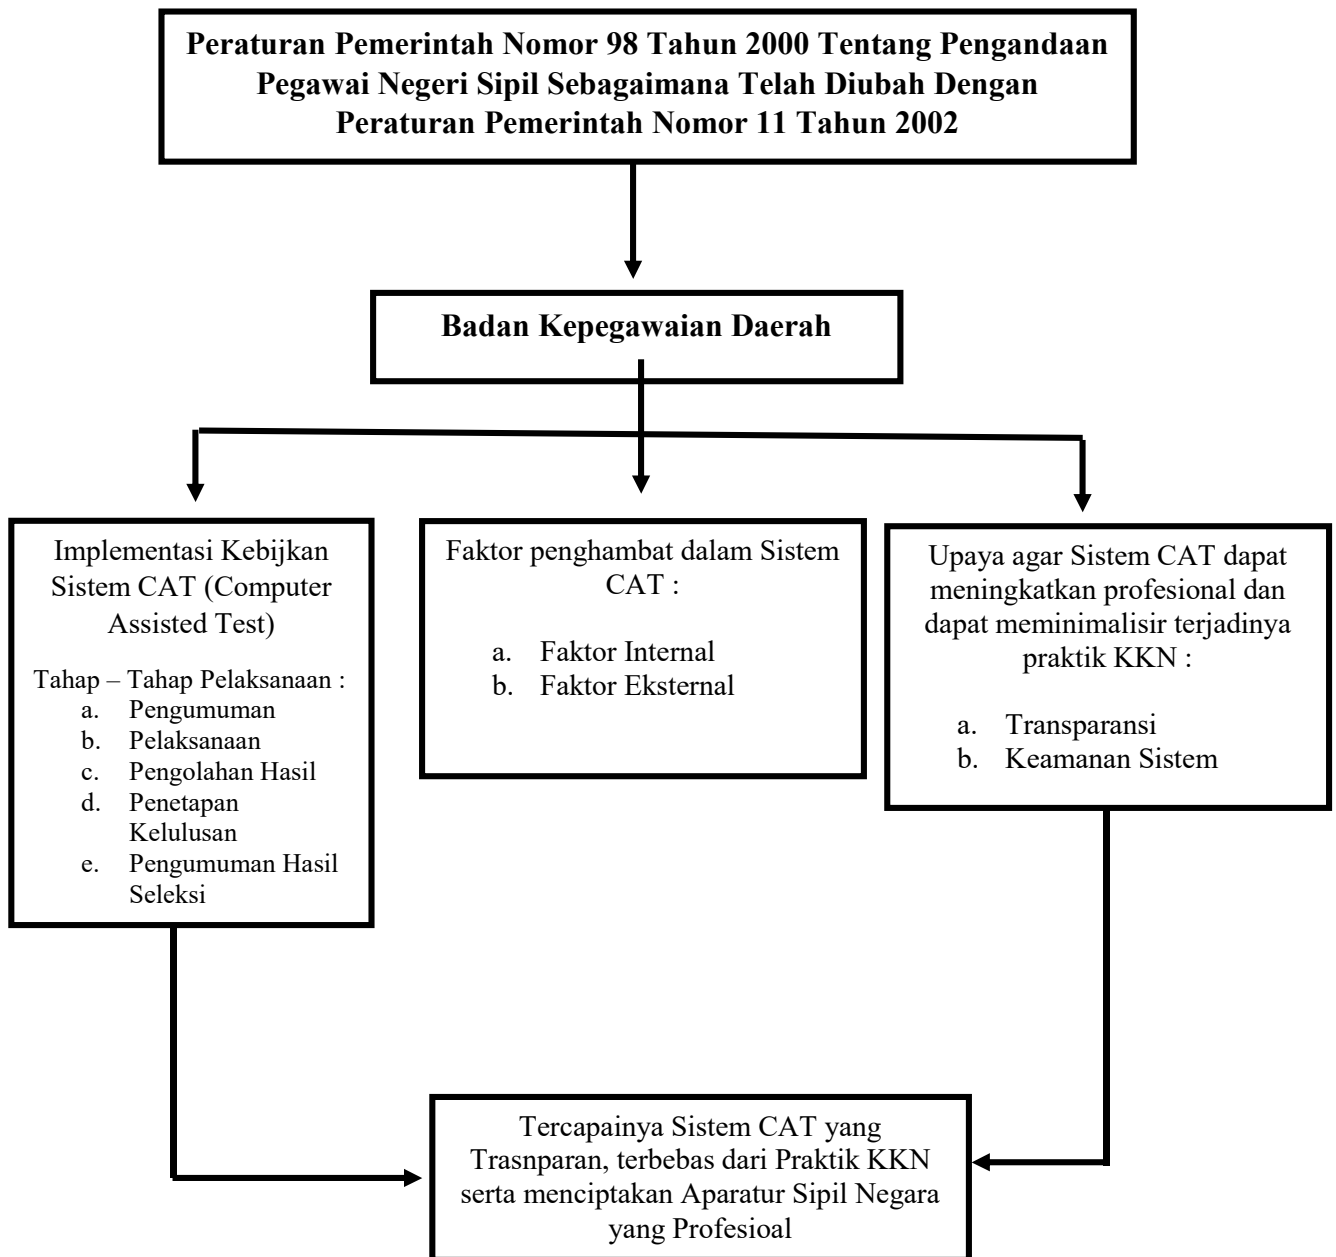 Peraturan Pemerintah Nomor 98 Tahun 2000 Tentang Pengandaan
Pegawai Negeri Sipil Sebagaimana Telah Diubah Dengan
Peraturan Pemerintah Nomor 11 Tahun 2002
Badan Kepegawaian Daerah
Implementasi Kebijkan
Sistem CAT (Computer
Assisted Test)
Tahap – Tahap Pelaksanaan :
a. Pengumuman
b. Pelaksanaan
c. Pengolahan Hasil
d. Penetapan
Kelulusan
e. Pengumuman Hasil
Seleksi
Faktor penghambat dalam Sistem
CAT :
a. Faktor Internal
b. Faktor Eksternal
Upaya agar Sistem CAT dapat
meningkatkan profesional dan
dapat meminimalisir terjadinya
praktik KKN :
a. Transparansi
b. Keamanan Sistem
Tercapainya Sistem CAT yang
Trasnparan, terbebas dari Praktik KKN
serta menciptakan Aparatur Sipil Negara
yang Profesioal